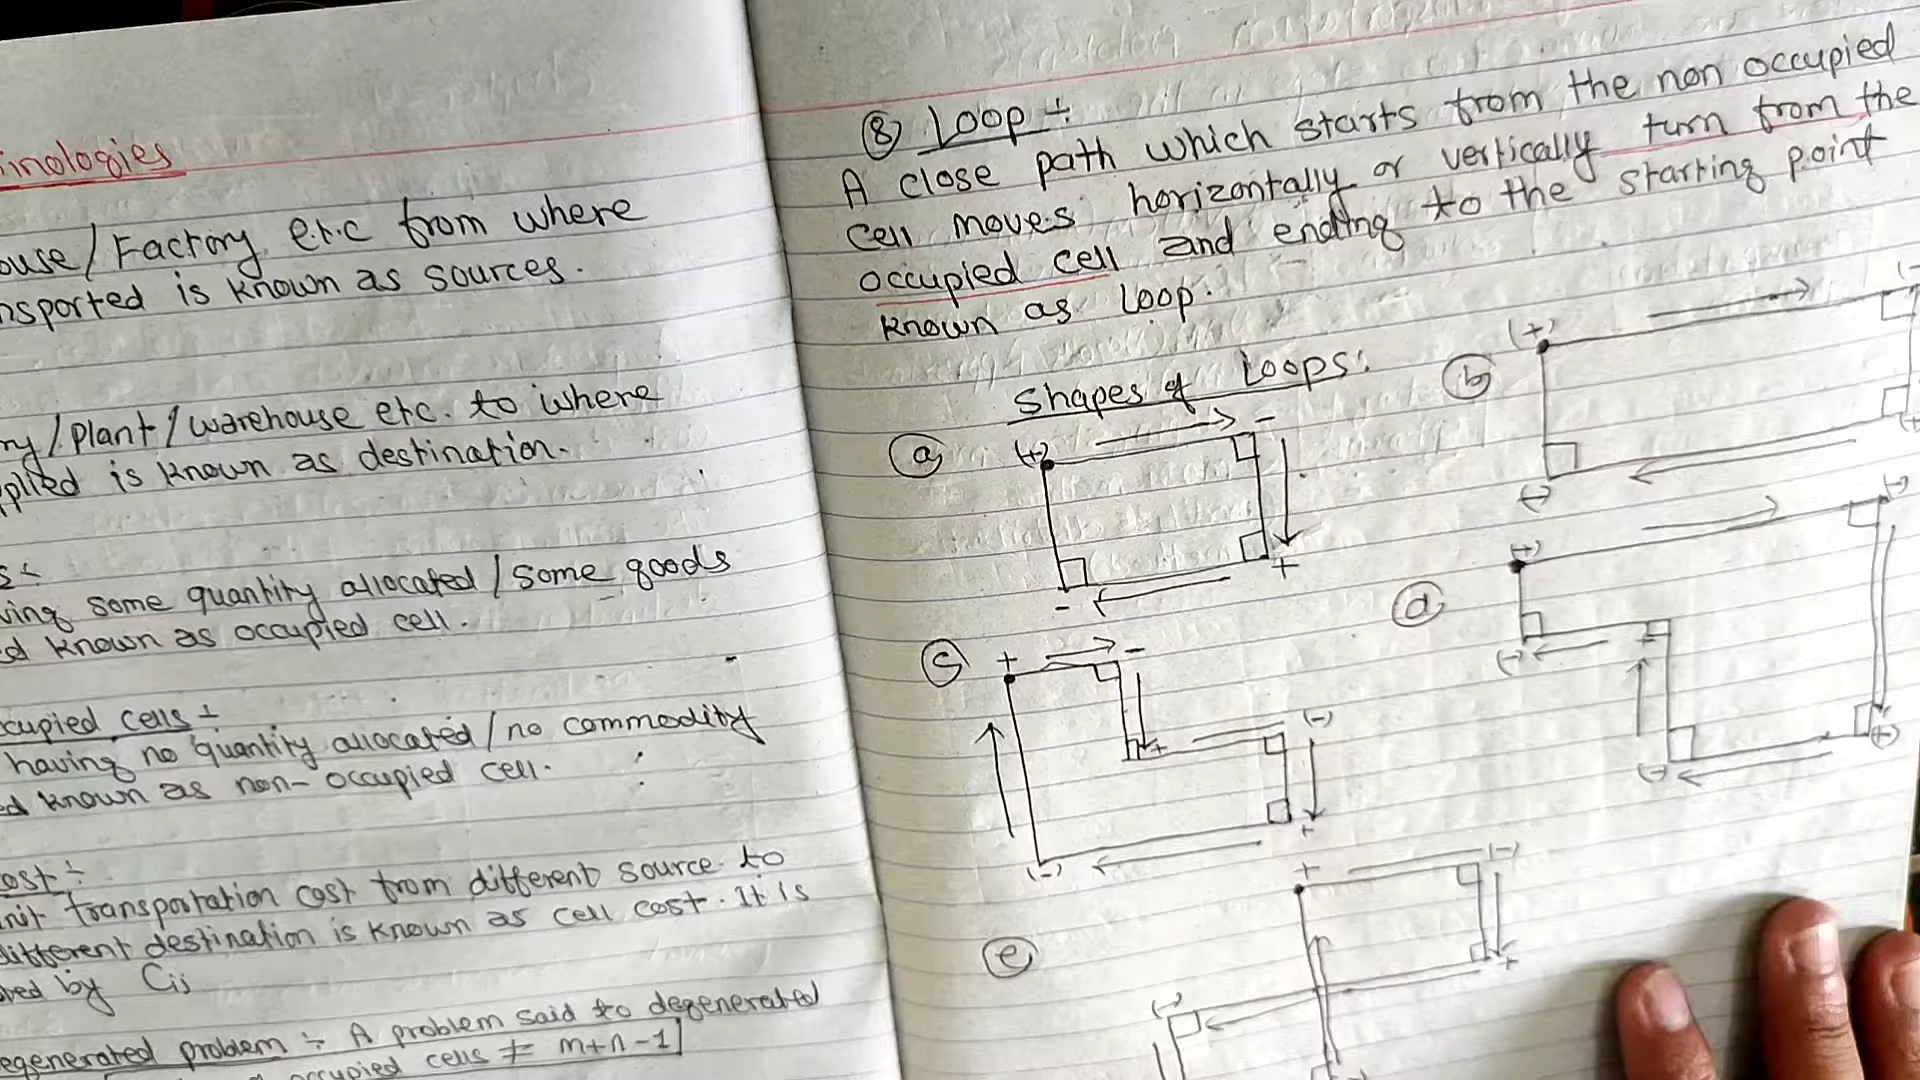 inologies
ouse/Factory etc from where
nsported is known as sources.
ry/plant/warehouse etc. to where
plied is known as destination.
ving some quantity allocated/some goods
ed known as occupied cell.
ccupied cells ÷
having no quantity allocated/no commodity
ed known as non-occupied cell.
ost ÷
nit transportation cost from different source to
different destination is known as cell cost. It is
by Cij
egenerated problem ÷ A problem said to degenerated
occupied cells ≠ m+n-1
⑧ Loop ÷
A close path which starts from the non occupied
cell moves horizontally or vertically turn from the
occupied cell and ending to the starting point
known as loop.
Shapes of Loops:
ⓐ (+) - + -
ⓑ (+) (-) (+) (-)
ⓒ + - + (-) + (-)
ⓓ (+) (-) (+) (-) + (-)
ⓔ + (-) + (-)